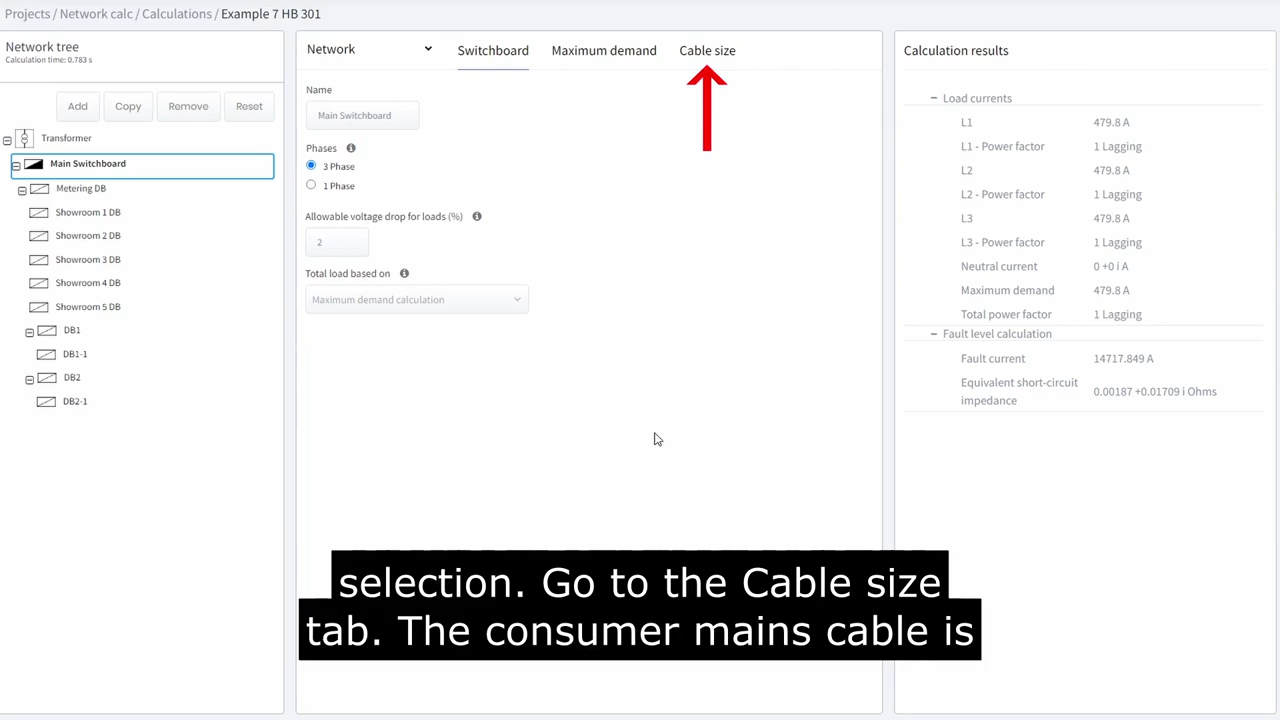 Projects / Network calc / Calculations / Example 7 HB 301
Network tree
Calculation time: 0.783 s
Add
Copy
Remove
Reset
Transformer
Main Switchboard
Metering DB
Showroom 1 DB
Showroom 2 DB
Showroom 3 DB
Showroom 4 DB
Showroom 5 DB
DB1
DB1-1
DB2
DB2-1
Network
Switchboard
Maximum demand
Cable size
Name
Main Switchboard
Phases
3 Phase
1 Phase
Allowable voltage drop for loads (%)
2
Total load based on
Maximum demand calculation
Calculation results
Load currents
L1 479.8 A
L1 - Power factor 1 Lagging
L2 479.8 A
L2 - Power factor 1 Lagging
L3 479.8 A
L3 - Power factor 1 Lagging
Neutral current 0 +0 i A
Maximum demand 479.8 A
Total power factor 1 Lagging
Fault level calculation
Fault current 14717.849 A
Equivalent short-circuit
impedance 0.00187 +0.01709 i Ohms
selection. Go to the Cable size
tab. The consumer mains cable is